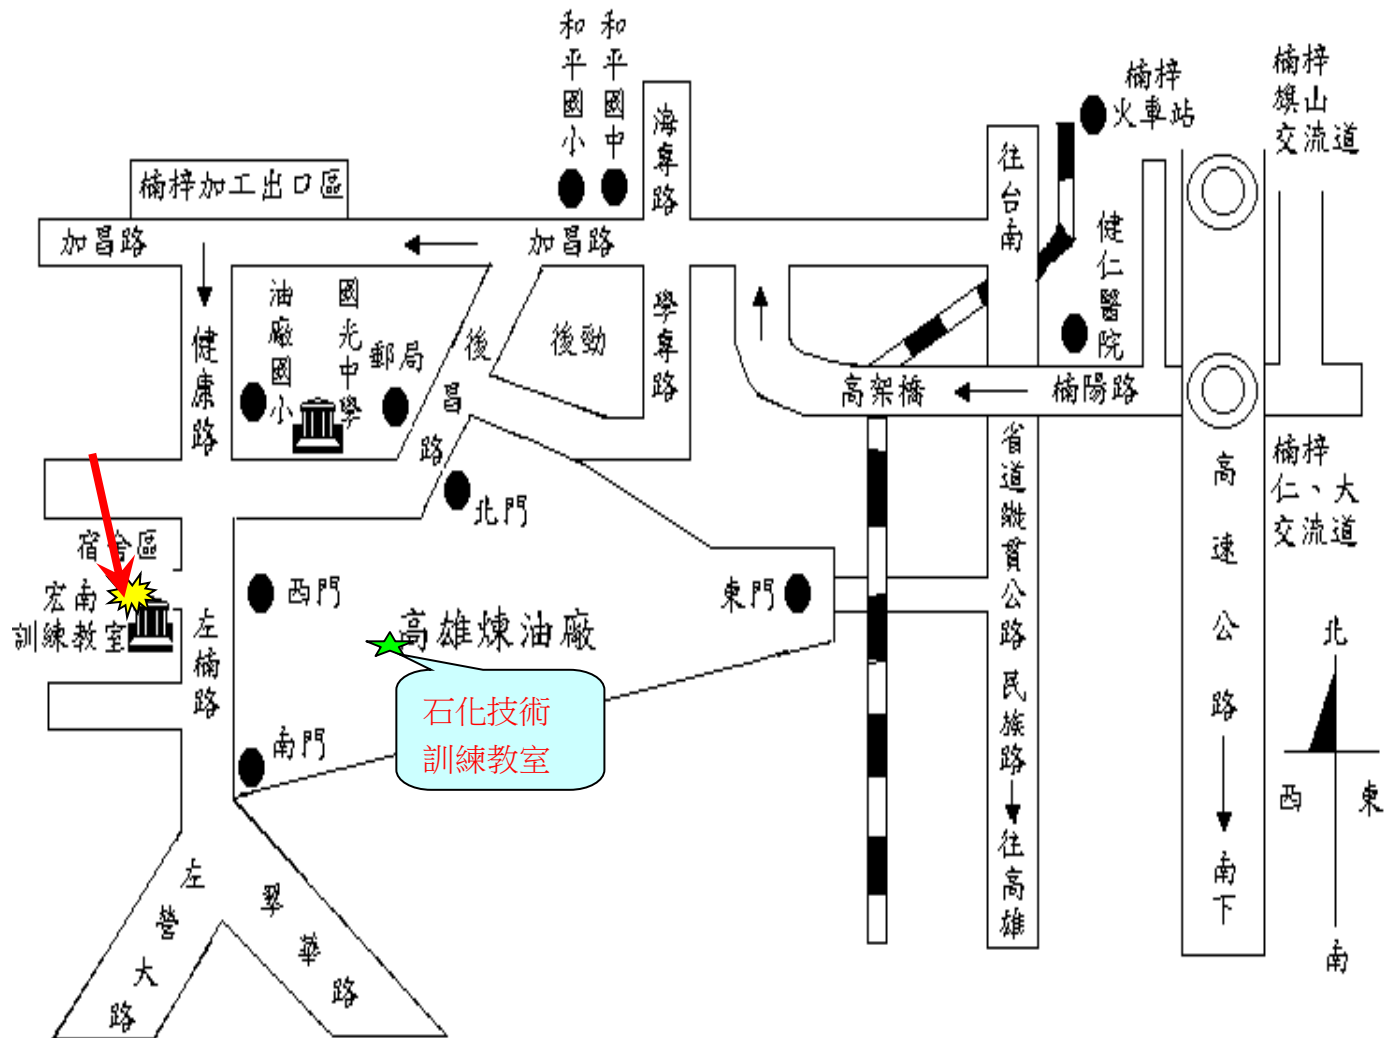 和平國小
和平國中
海專路
往台南
楠梓
火車站
楠梓
旗山
交流道
楠梓加工出口區
加昌路
加昌路
健仁醫院
油廠國小
國光中學
郵局
健康路
後昌路
後勁
學專路
高架橋
楠陽路
省道縱貫公路
民族路
往高雄
高速公路
南下
楠梓
仁、大
交流道
北門
宿舍區
西門
東門
宏南
訓練教室
左楠路
高雄煉油廠
石化技術
訓練教室
南門
北
西
東
南
左營大路
翠華路